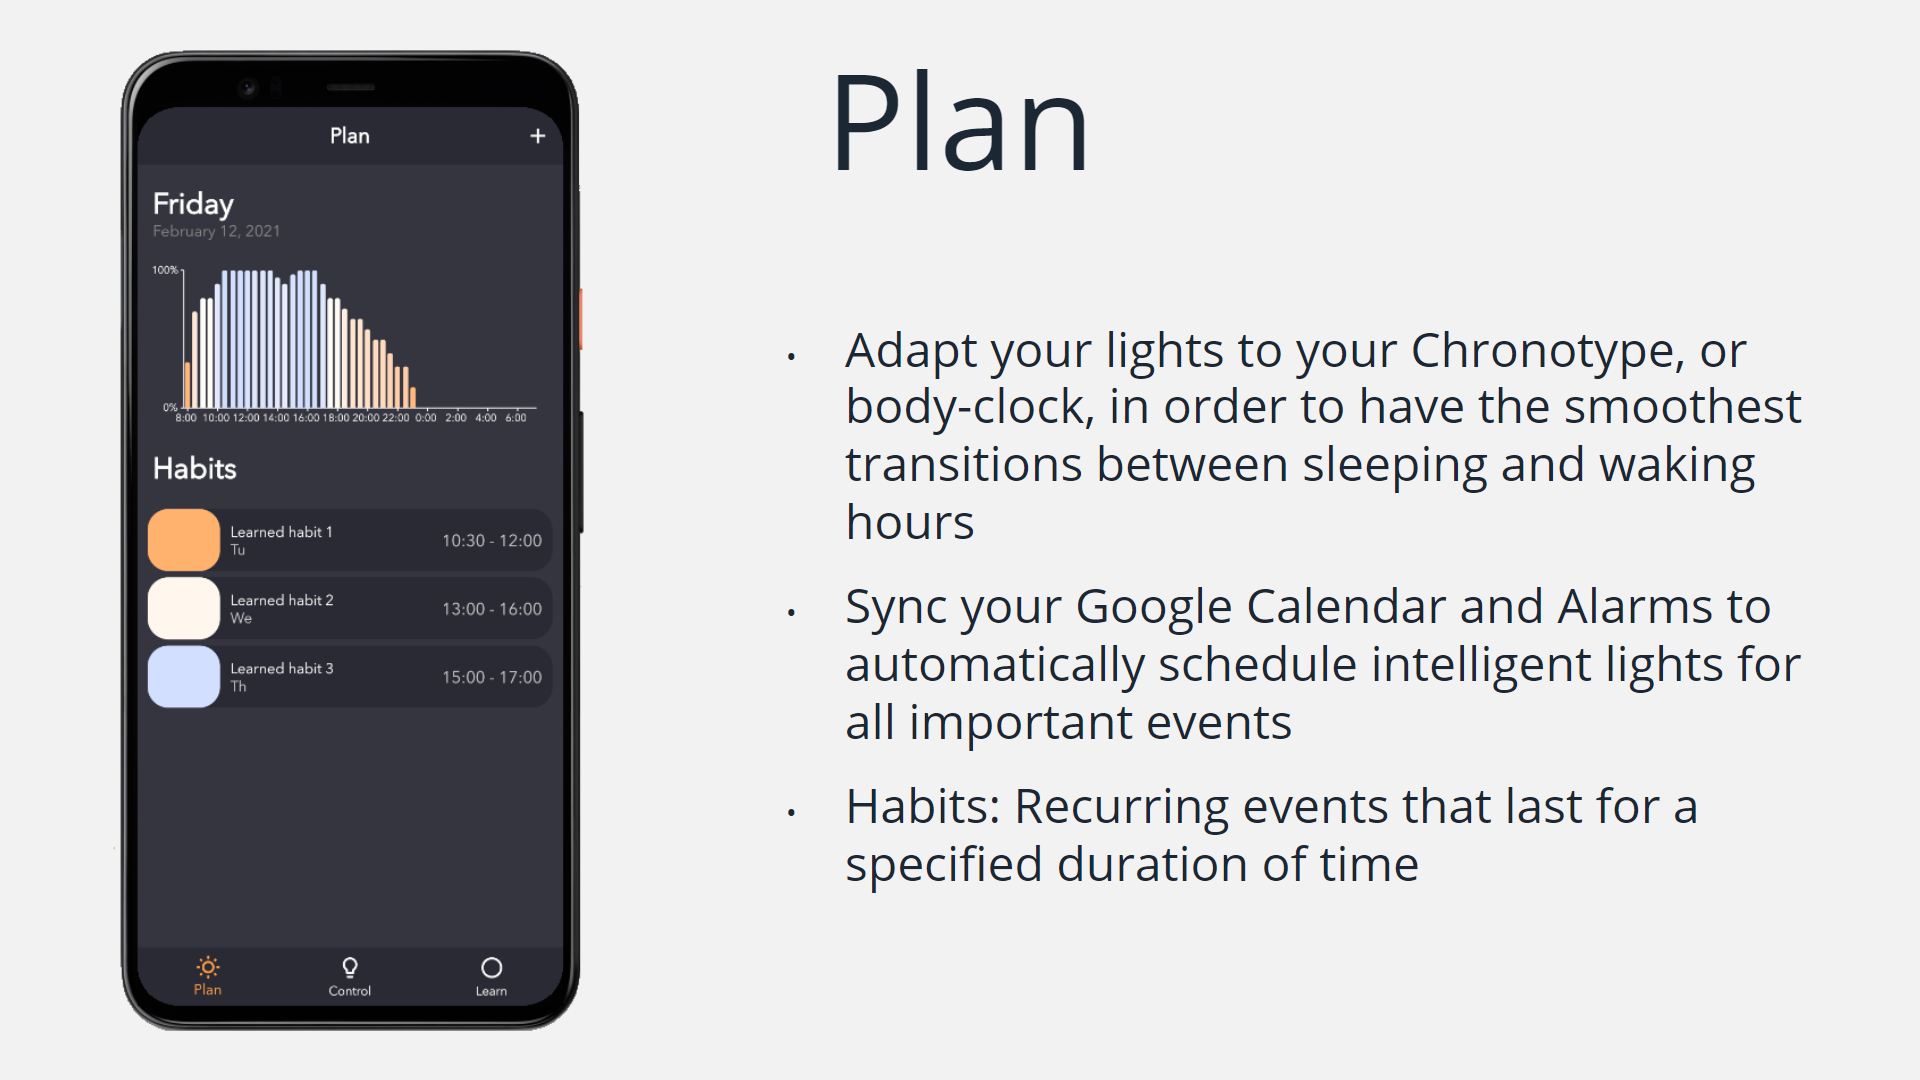 Plan
+
Friday
February 12, 2021
100%
0%
8:00 10:00 12:00 14:00 16:00 18:00 20:00 22:00 0:00 2:00 4:00 6:00
Habits
Learned habit 1
Tu
10:30 - 12:00
Learned habit 2
We
13:00 - 16:00
Learned habit 3
Th
15:00 - 17:00
Plan
Control
Learn
Plan
• Adapt your lights to your Chronotype, or
body-clock, in order to have the smoothest
transitions between sleeping and waking
hours
• Sync your Google Calendar and Alarms to
automatically schedule intelligent lights for
all important events
• Habits: Recurring events that last for a
specified duration of time